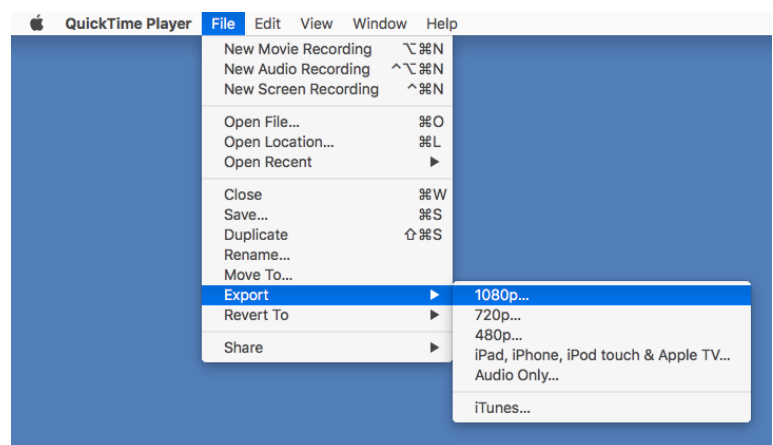 QuickTime Player File Edit View Window Help
New Movie Recording ⌥⌘N
New Audio Recording ^⌥⌘N
New Screen Recording ^⌘N
Open File... ⌘O
Open Location... ⌘L
Open Recent ▶
Close ⌘W
Save... ⌘S
Duplicate ⇧⌘S
Rename...
Move To...
Export ▶
Revert To ▶
Share ▶
1080p...
720p...
480p...
iPad, iPhone, iPod touch & Apple TV...
Audio Only...
iTunes...